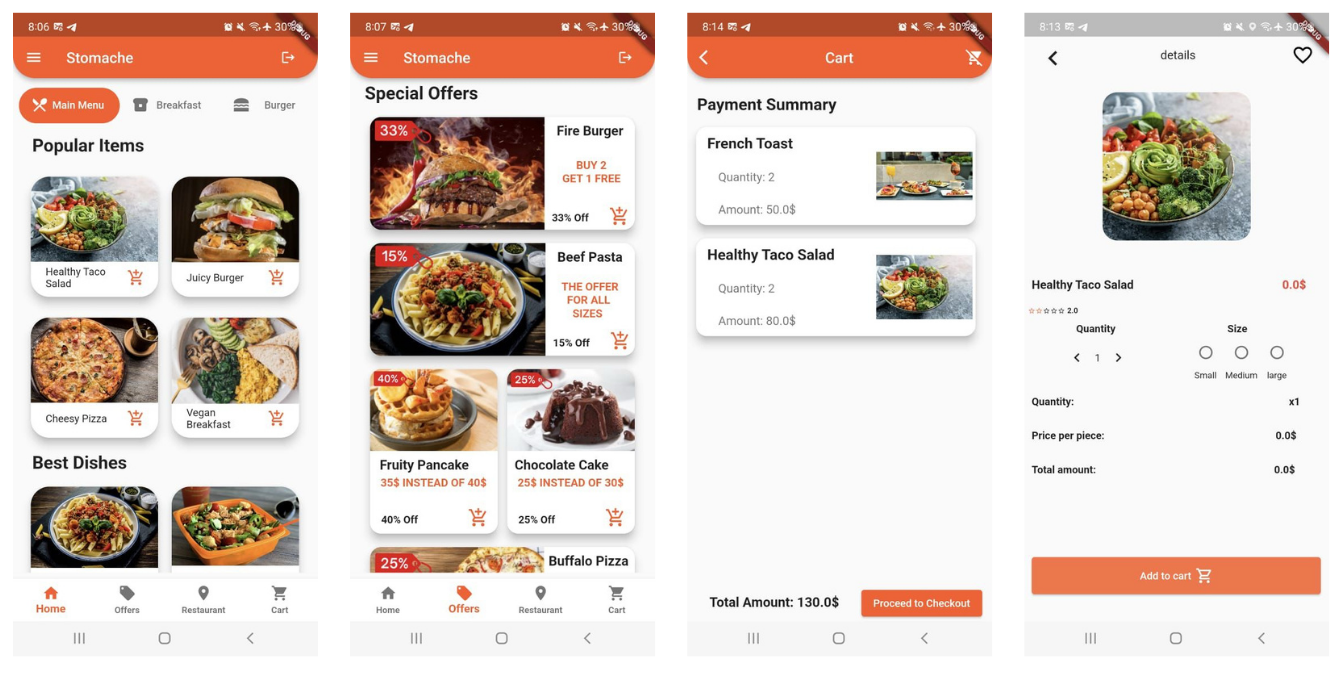 8:06
30%
Stomache
Main Menu
Breakfast
Burger
Popular Items
Healthy Taco
Salad
Juicy Burger
Cheesy Pizza
Vegan
Breakfast
Best Dishes
Home
Offers
Restaurant
Cart
8:07
30%
Stomache
Special Offers
33%
Fire Burger
BUY 2
GET 1 FREE
33% Off
15%
Beef Pasta
THE OFFER
FOR ALL
SIZES
15% Off
40%
25%
Fruity Pancake
35$ INSTEAD OF 40$
40% Off
Chocolate Cake
25$ INSTEAD OF 30$
25% Off
25%
Buffalo Pizza
Home
Offers
Restaurant
Cart
8:14
30%
Cart
Payment Summary
French Toast
Quantity: 2
Amount: 50.0$
Healthy Taco Salad
Quantity: 2
Amount: 80.0$
Total Amount: 130.0$
Proceed to Checkout
8:13
30%
details
Healthy Taco Salad
0.0$
2.0
Quantity
Size
1
Small
Medium
large
Quantity:
x1
Price per piece:
0.0$
Total amount:
0.0$
Add to cart